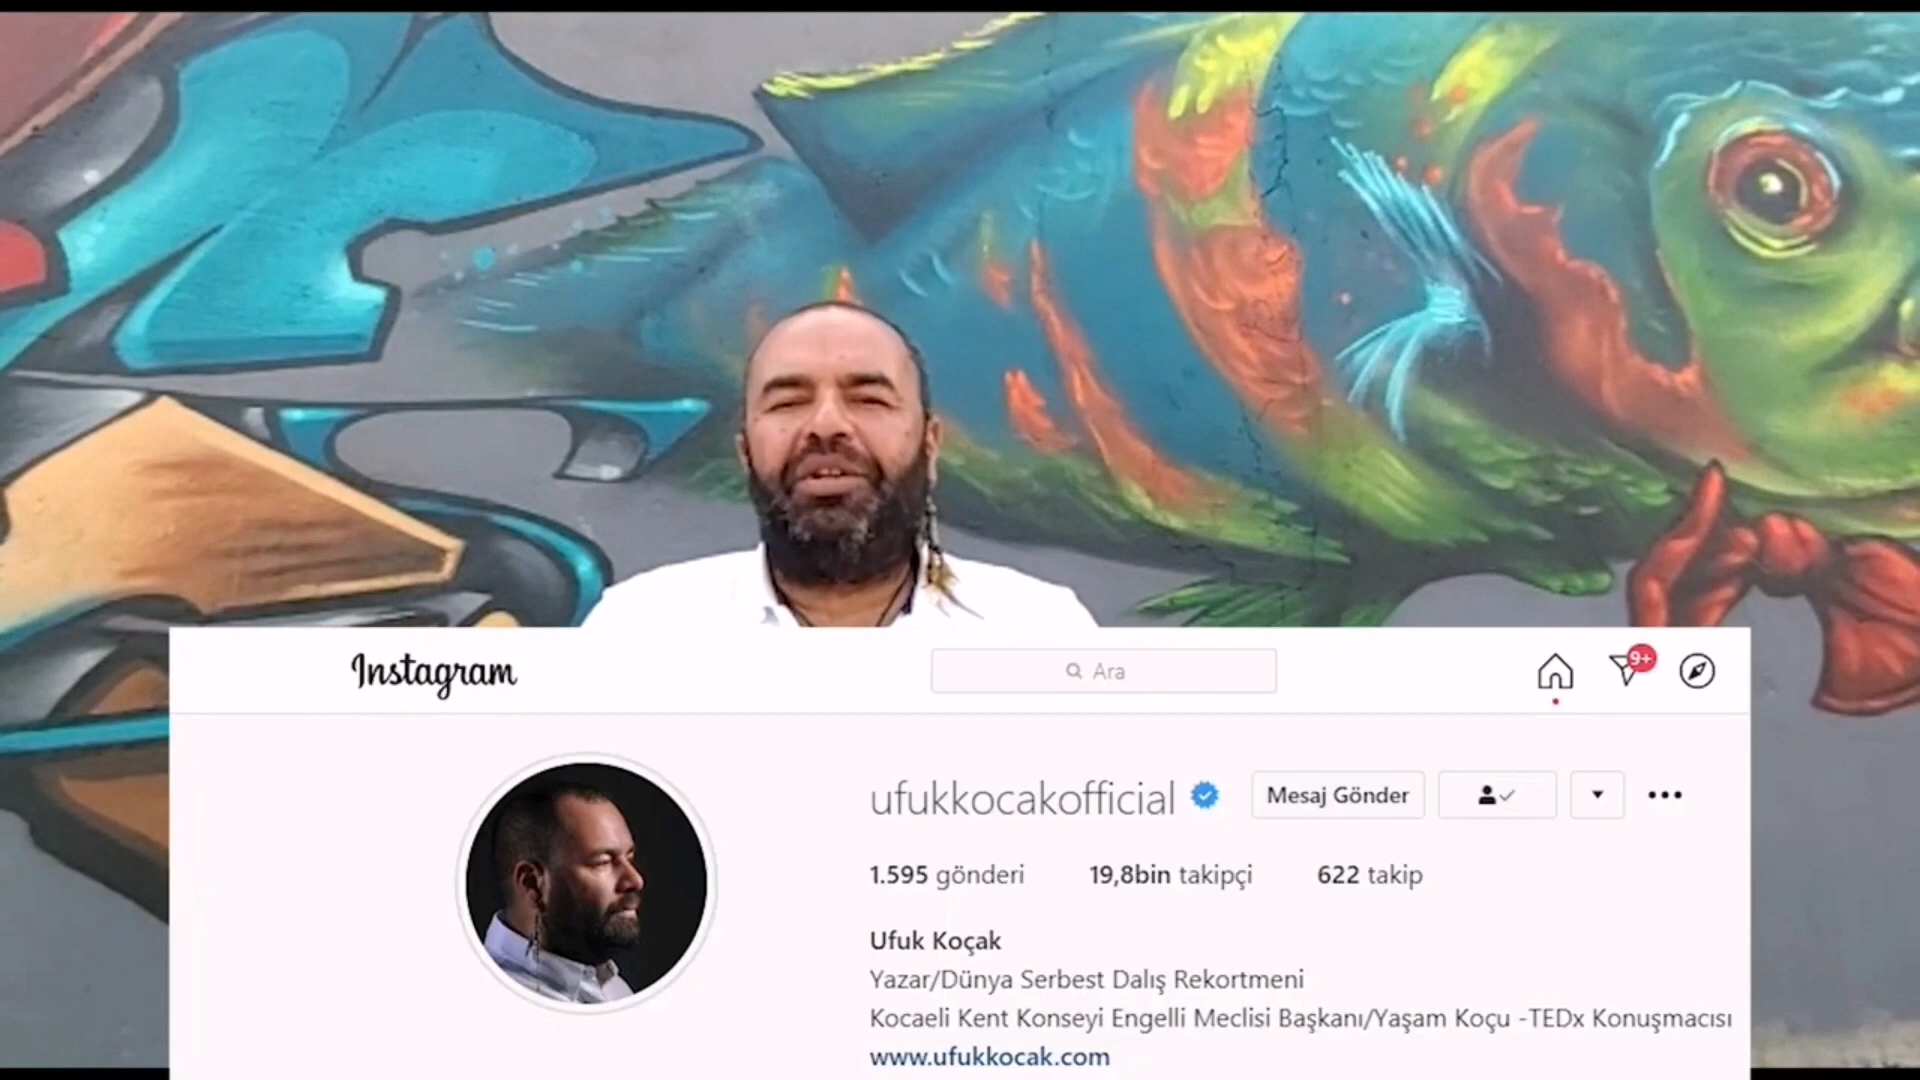 Instagram
Ara
9+
ufukkocakofficial
Mesaj Gönder
1.595 gönderi 19,8bin takipçi 622 takip
Ufuk Koçak
Yazar/Dünya Serbest Dalış Rekortmeni
Kocaeli Kent Konseyi Engelli Meclisi Başkanı/Yaşam Koçu -TEDx Konuşmacısı
www.ufukkocak.com